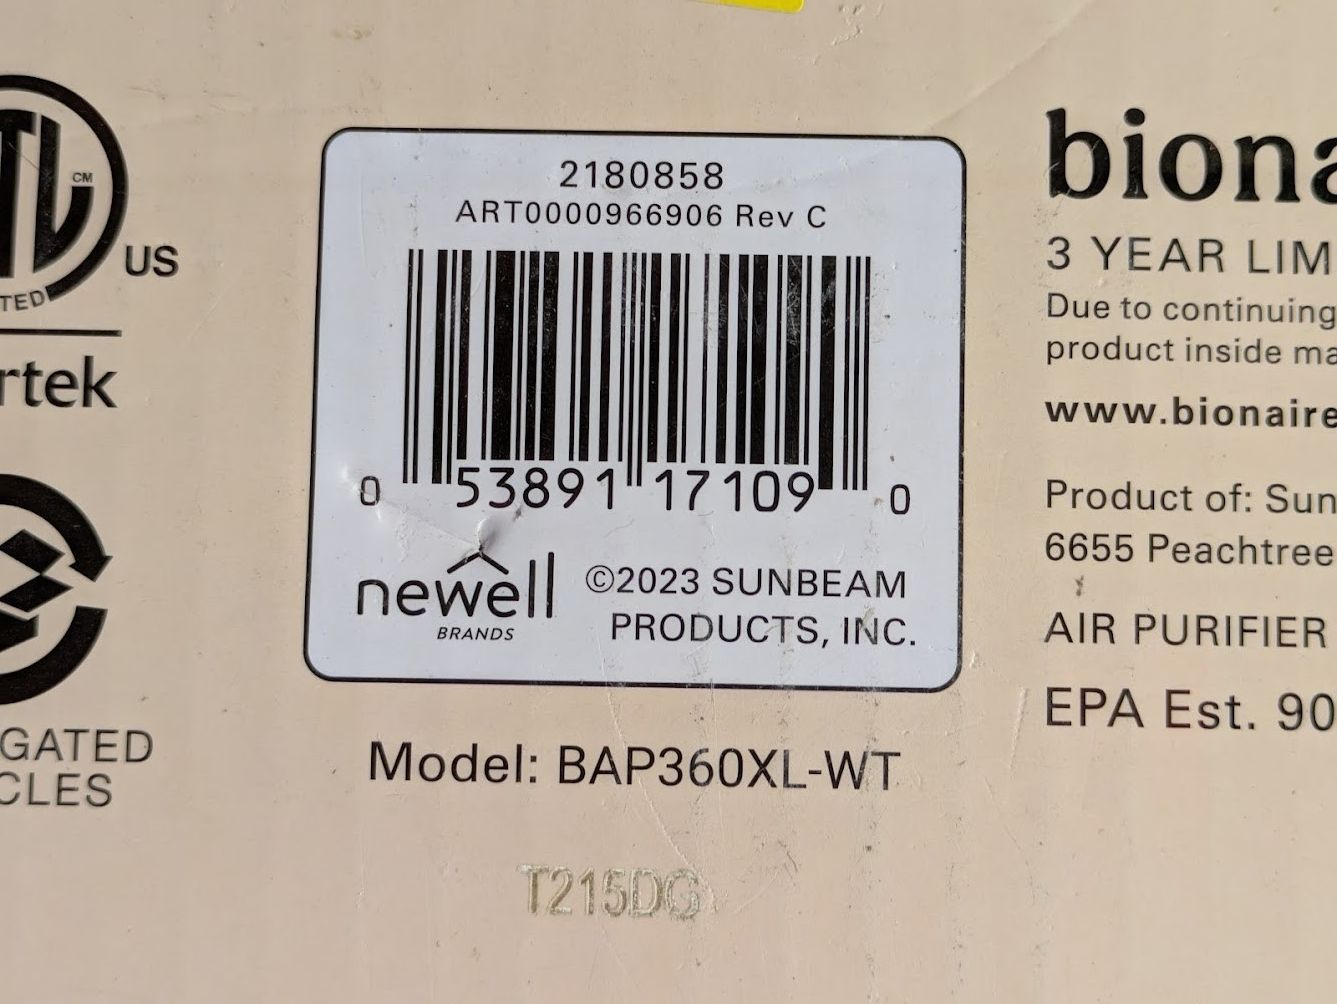 CM
US
TED
rtek
GATED
CLES
2180858
ART0000966906 Rev C
0 53891 17109 0
newell
BRANDS
©2023 SUNBEAM
PRODUCTS, INC.
Model: BAP360XL-WT
T215DG
biona
3 YEAR LIM
Due to continuing
product inside ma
www.bionaire
Product of: Sun
6655 Peachtree
AIR PURIFIER
EPA Est. 90